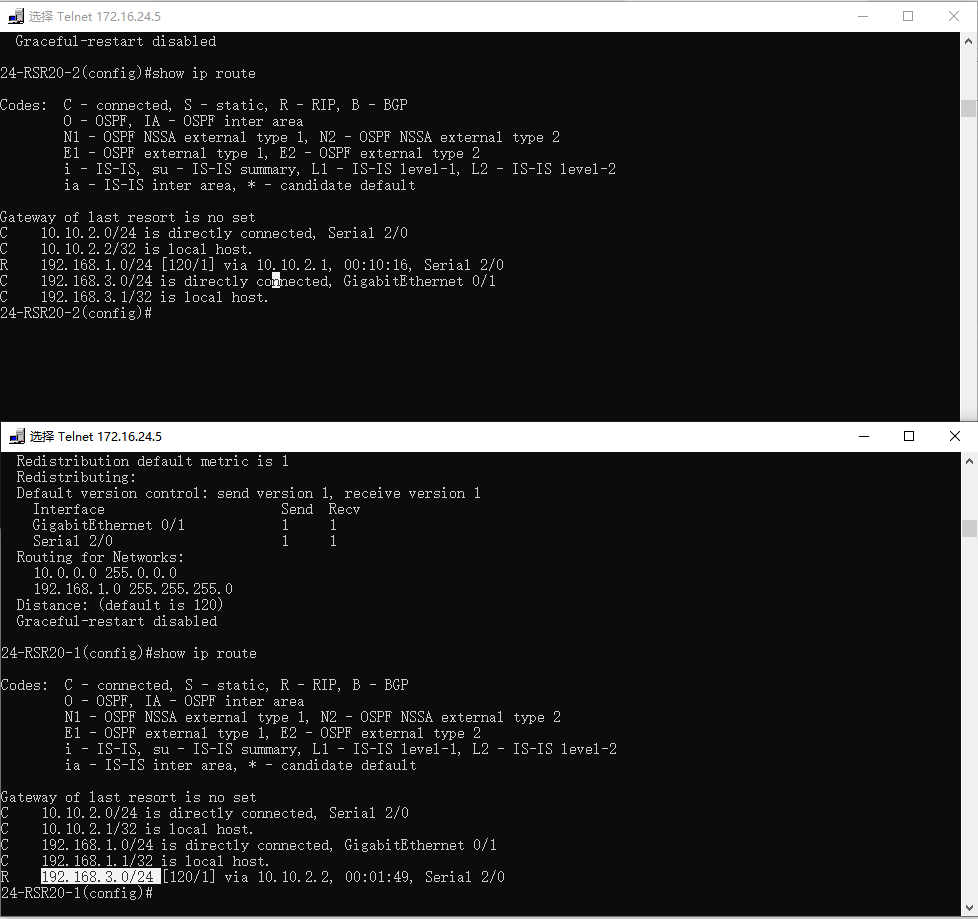 选择 Telnet 172.16.24.5
Graceful-restart disabled
24-RSR20-2(config)#show ip route
Codes:  C - connected, S - static, R - RIP, B - BGP
O - OSPF, IA - OSPF inter area
N1 - OSPF NSSA external type 1, N2 - OSPF NSSA external type 2
E1 - OSPF external type 1, E2 - OSPF external type 2
i - IS-IS, su - IS-IS summary, L1 - IS-IS level-1, L2 - IS-IS level-2
ia - IS-IS inter area, * - candidate default
Gateway of last resort is no set
C    10.10.2.0/24 is directly connected, Serial 2/0
C    10.10.2.2/32 is local host.
R    192.168.1.0/24 [120/1] via 10.10.2.1, 00:10:16, Serial 2/0
C    192.168.3.0/24 is directly connected, GigabitEthernet 0/1
C    192.168.3.1/32 is local host.
24-RSR20-2(config)#
选择 Telnet 172.16.24.5
Redistribution default metric is 1
Redistributing:
Default version control: send version 1, receive version 1
Interface                      Send  Recv
GigabitEthernet 0/1            1     1
Serial 2/0                     1     1
Routing for Networks:
10.0.0.0 255.0.0.0
192.168.1.0 255.255.255.0
Distance: (default is 120)
Graceful-restart disabled
24-RSR20-1(config)#show ip route
Codes:  C - connected, S - static, R - RIP, B - BGP
O - OSPF, IA - OSPF inter area
N1 - OSPF NSSA external type 1, N2 - OSPF NSSA external type 2
E1 - OSPF external type 1, E2 - OSPF external type 2
i - IS-IS, su - IS-IS summary, L1 - IS-IS level-1, L2 - IS-IS level-2
ia - IS-IS inter area, * - candidate default
Gateway of last resort is no set
C    10.10.2.0/24 is directly connected, Serial 2/0
C    10.10.2.1/32 is local host.
C    192.168.1.0/24 is directly connected, GigabitEthernet 0/1
C    192.168.1.1/32 is local host.
R    192.168.3.0/24 [120/1] via 10.10.2.2, 00:01:49, Serial 2/0
24-RSR20-1(config)#